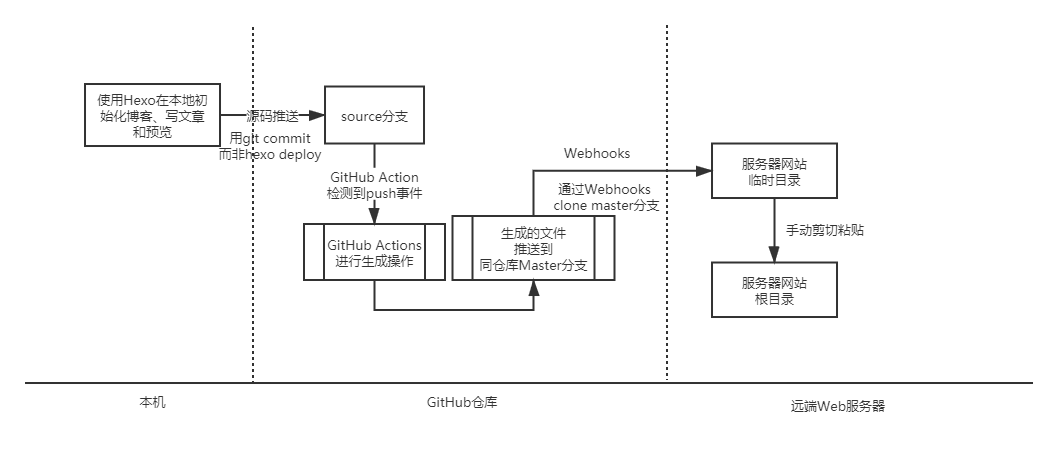 使用Hexo在本地初
始化博客、写文章
和预览
源码推送
用git commit
而非hexo deploy
source分支
GitHub Action
检测到push事件
GitHub Actions
进行生成操作
生成的文件
推送到
同仓库Master分支
Webhooks
通过Webhooks
clone master分支
服务器网站
临时目录
手动剪切粘贴
服务器网站
根目录
本机
GitHub仓库
远端Web服务器